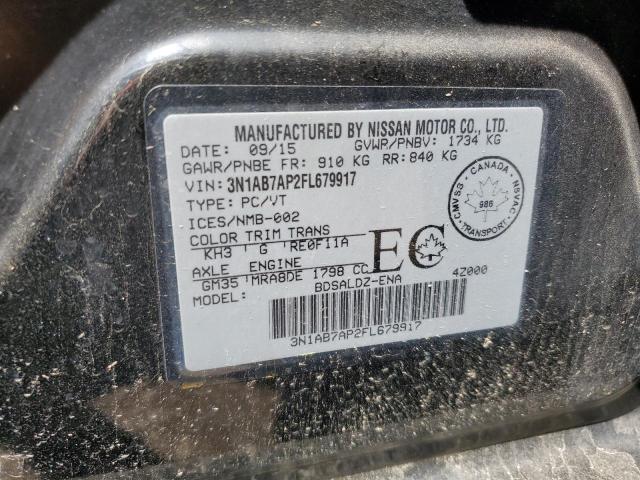 MANUFACTURED BY NISSAN MOTOR CO., LTD.
DATE: 09/15 GVWR/PNBV: 1734 KG
GAWR/PNBE FR: 910 KG RR: 840 KG
VIN: 3N1AB7AP2FL679917
TYPE: PC/VT
ICES/NMB-002
COLOR TRIM TRANS
KH3 ' G ' RE0F11A
AXLE ENGINE
GM35 ' MRA8DE 1798 CC
EC
MODEL: BDSALDZ-ENA 4Z000
3N1AB7AP2FL679917
CMVSS CANADA NVSAC
986
TRANSPORT